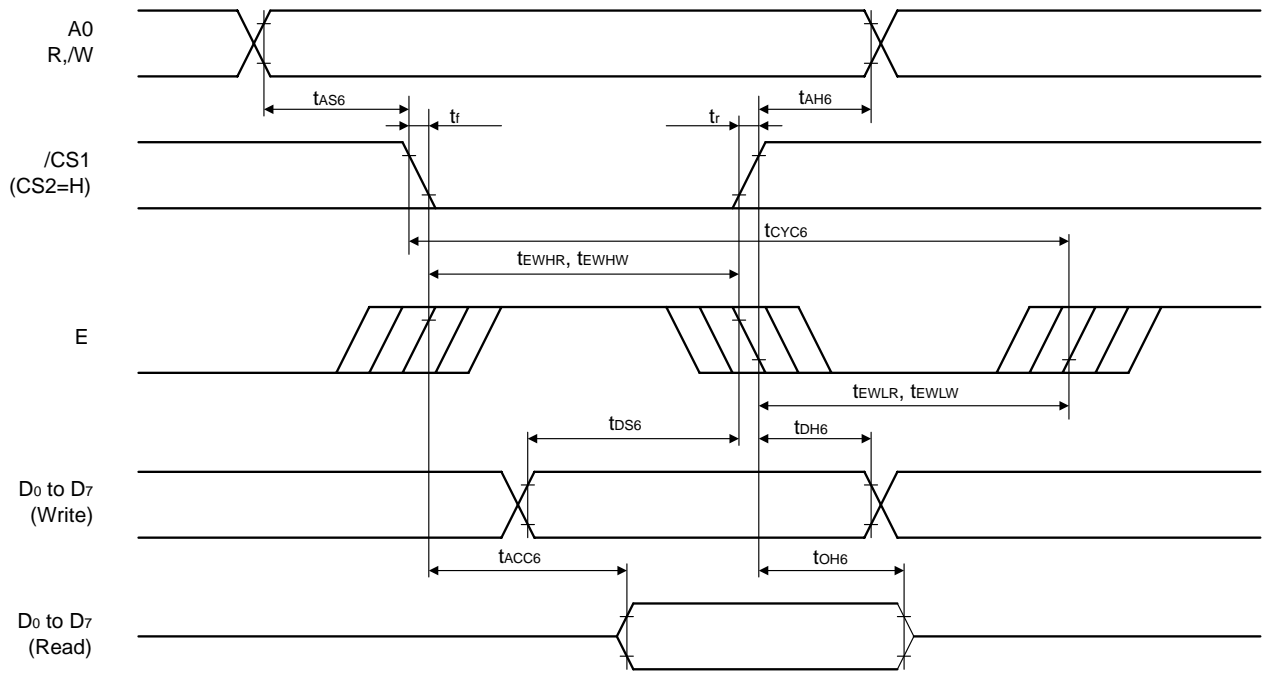 A0
R,/W
tAS6
tAH6
tf
tr
/CS1
(CS2=H)
tCYC6
tEWHR, tEWHW
E
tEWLR, tEWLW
tDS6
tDH6
D0 to D7
(Write)
tACC6
tOH6
D0 to D7
(Read)